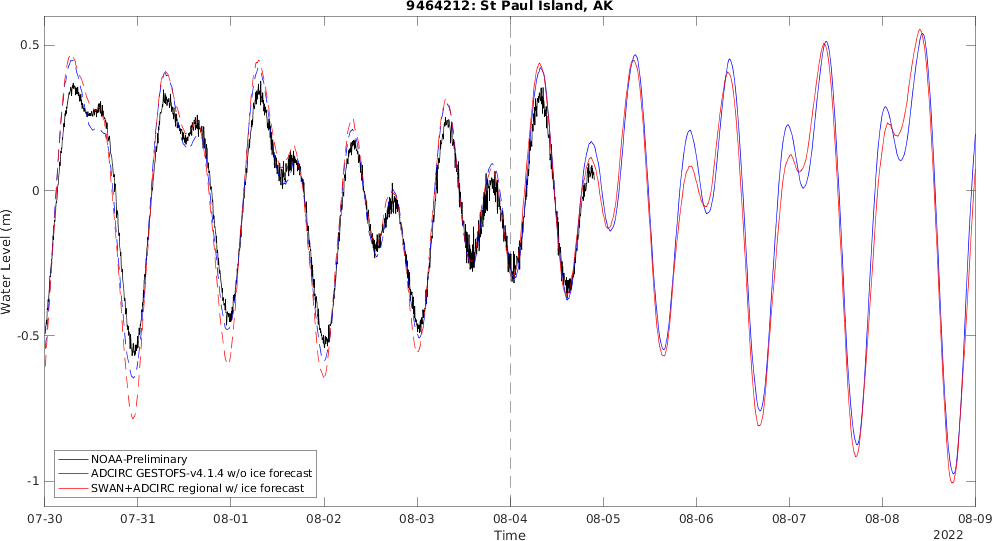 9464212: St Paul Island, AK
0.5
0
-0.5
-1
Water Level (m)
NOAA-Preliminary
ADCIRC GESTOFS-v4.1.4 w/o ice forecast
SWAN+ADCIRC regional w/ ice forecast
07-30 07-31 08-01 08-02 08-03 08-04 08-05 08-06 08-07 08-08 08-09
Time
2022